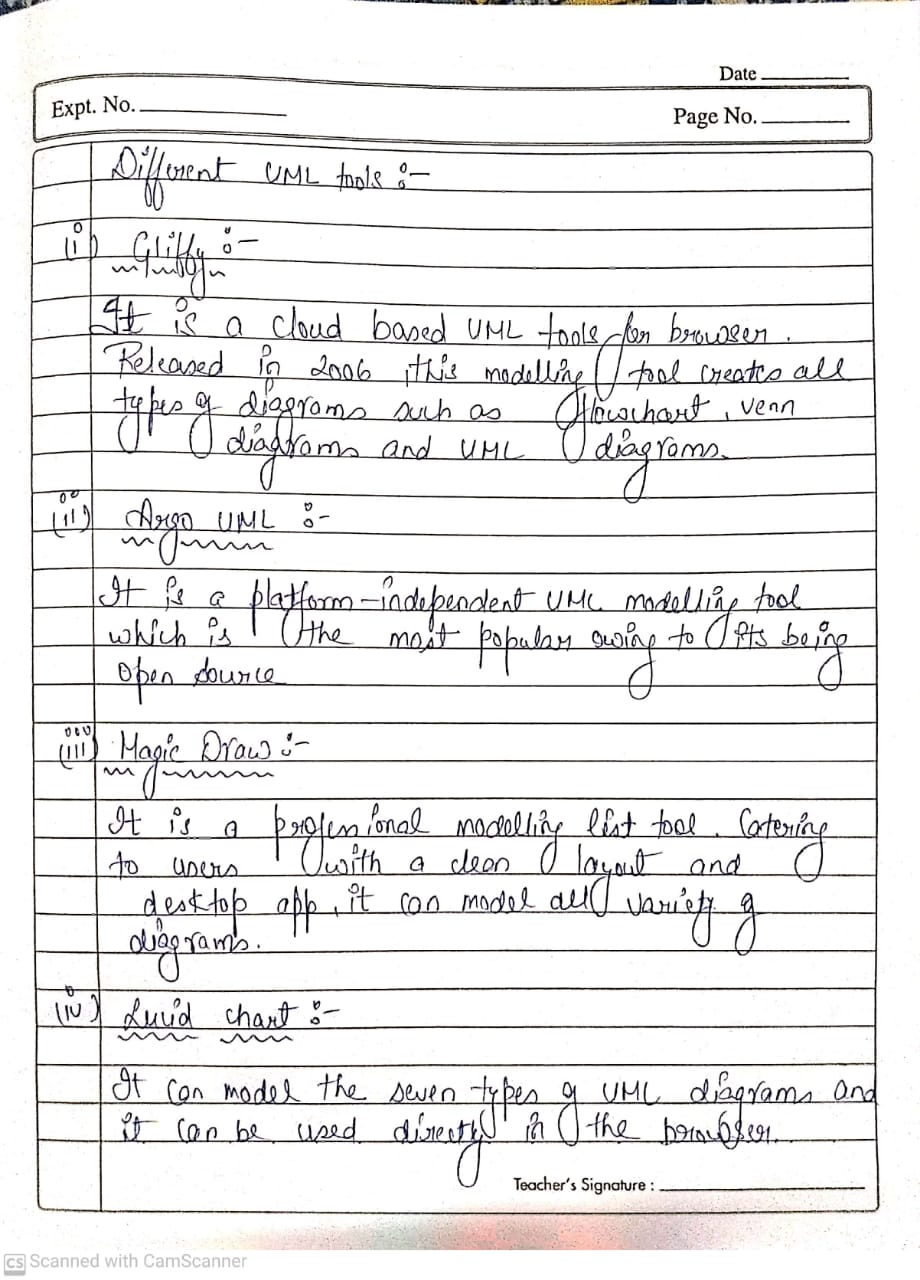 Date
Expt. No.
Page No.
Different UML tools :-
(i) Gliffy :-
It is a cloud based UML tools for browser.
Released in 2006, this modelling tool creates all
types of diagrams such as flowchart, venn
diagrams and UML diagrams.
(ii) Argo UML :-
It is a platform-independent UML modelling tool
which is the most popular owing to its being
open source
(iii) Magic Draw :-
It is a professional modelling list tool. Catering
to users with a clean layout and
desktop app, it can model all variety of
diagrams.
(iv) Lucid chart :-
It can model the seven types of UML diagrams and
it can be used directly in the browser.
Teacher's Signature :
CS Scanned with CamScanner